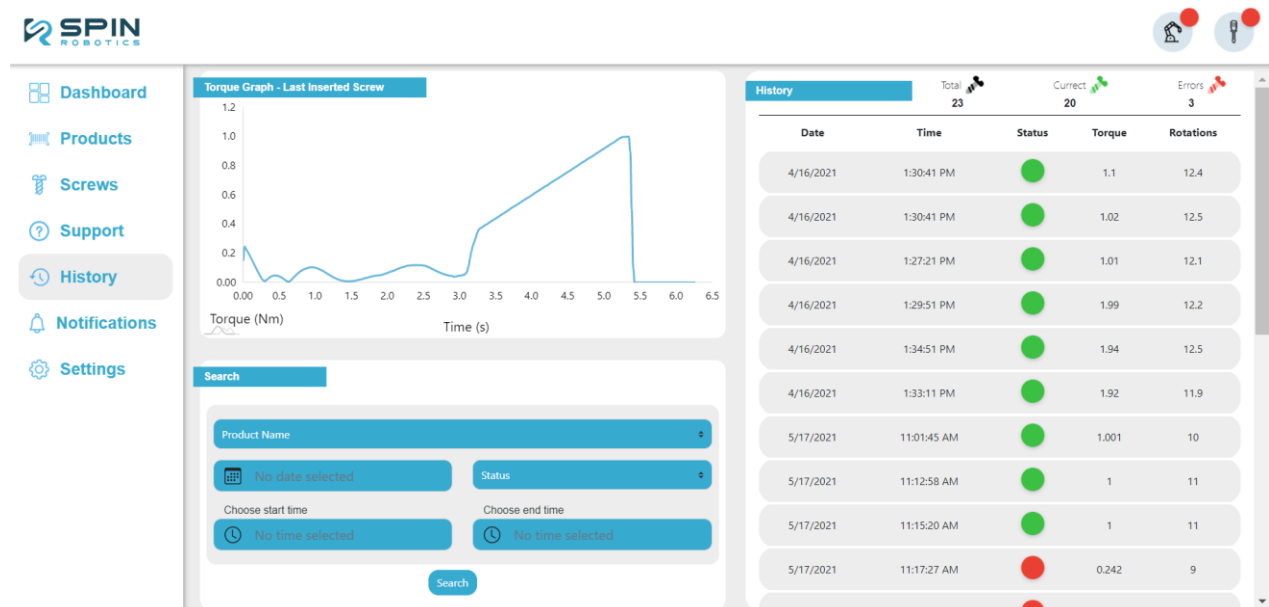 SPIN
ROBOTICS
Dashboard
Products
Screws
Support
History
Notifications
Settings
Torque Graph - Last Inserted Screw
1.2
1.0
0.8
0.6
0.4
0.2
0.00
0.00 0.5 1.0 1.5 2.0 2.5 3.0 3.5 4.0 4.5 5.0 5.5 6.0 6.5
Torque (Nm)
Time (s)
Search
Product Name
No date selected Status
Choose start time Choose end time
No time selected No time selected
Search
History Total Currect Errors
23 20 3
Date Time Status Torque Rotations
4/16/2021 1:30:41 PM 1.1 12.4
4/16/2021 1:30:41 PM 1.02 12.5
4/16/2021 1:27:21 PM 1.01 12.1
4/16/2021 1:29:51 PM 1.99 12.2
4/16/2021 1:34:51 PM 1.94 12.5
4/16/2021 1:33:11 PM 1.92 11.9
5/17/2021 11:01:45 AM 1.001 10
5/17/2021 11:12:58 AM 1 11
5/17/2021 11:15:20 AM 1 11
5/17/2021 11:17:27 AM 0.242 9